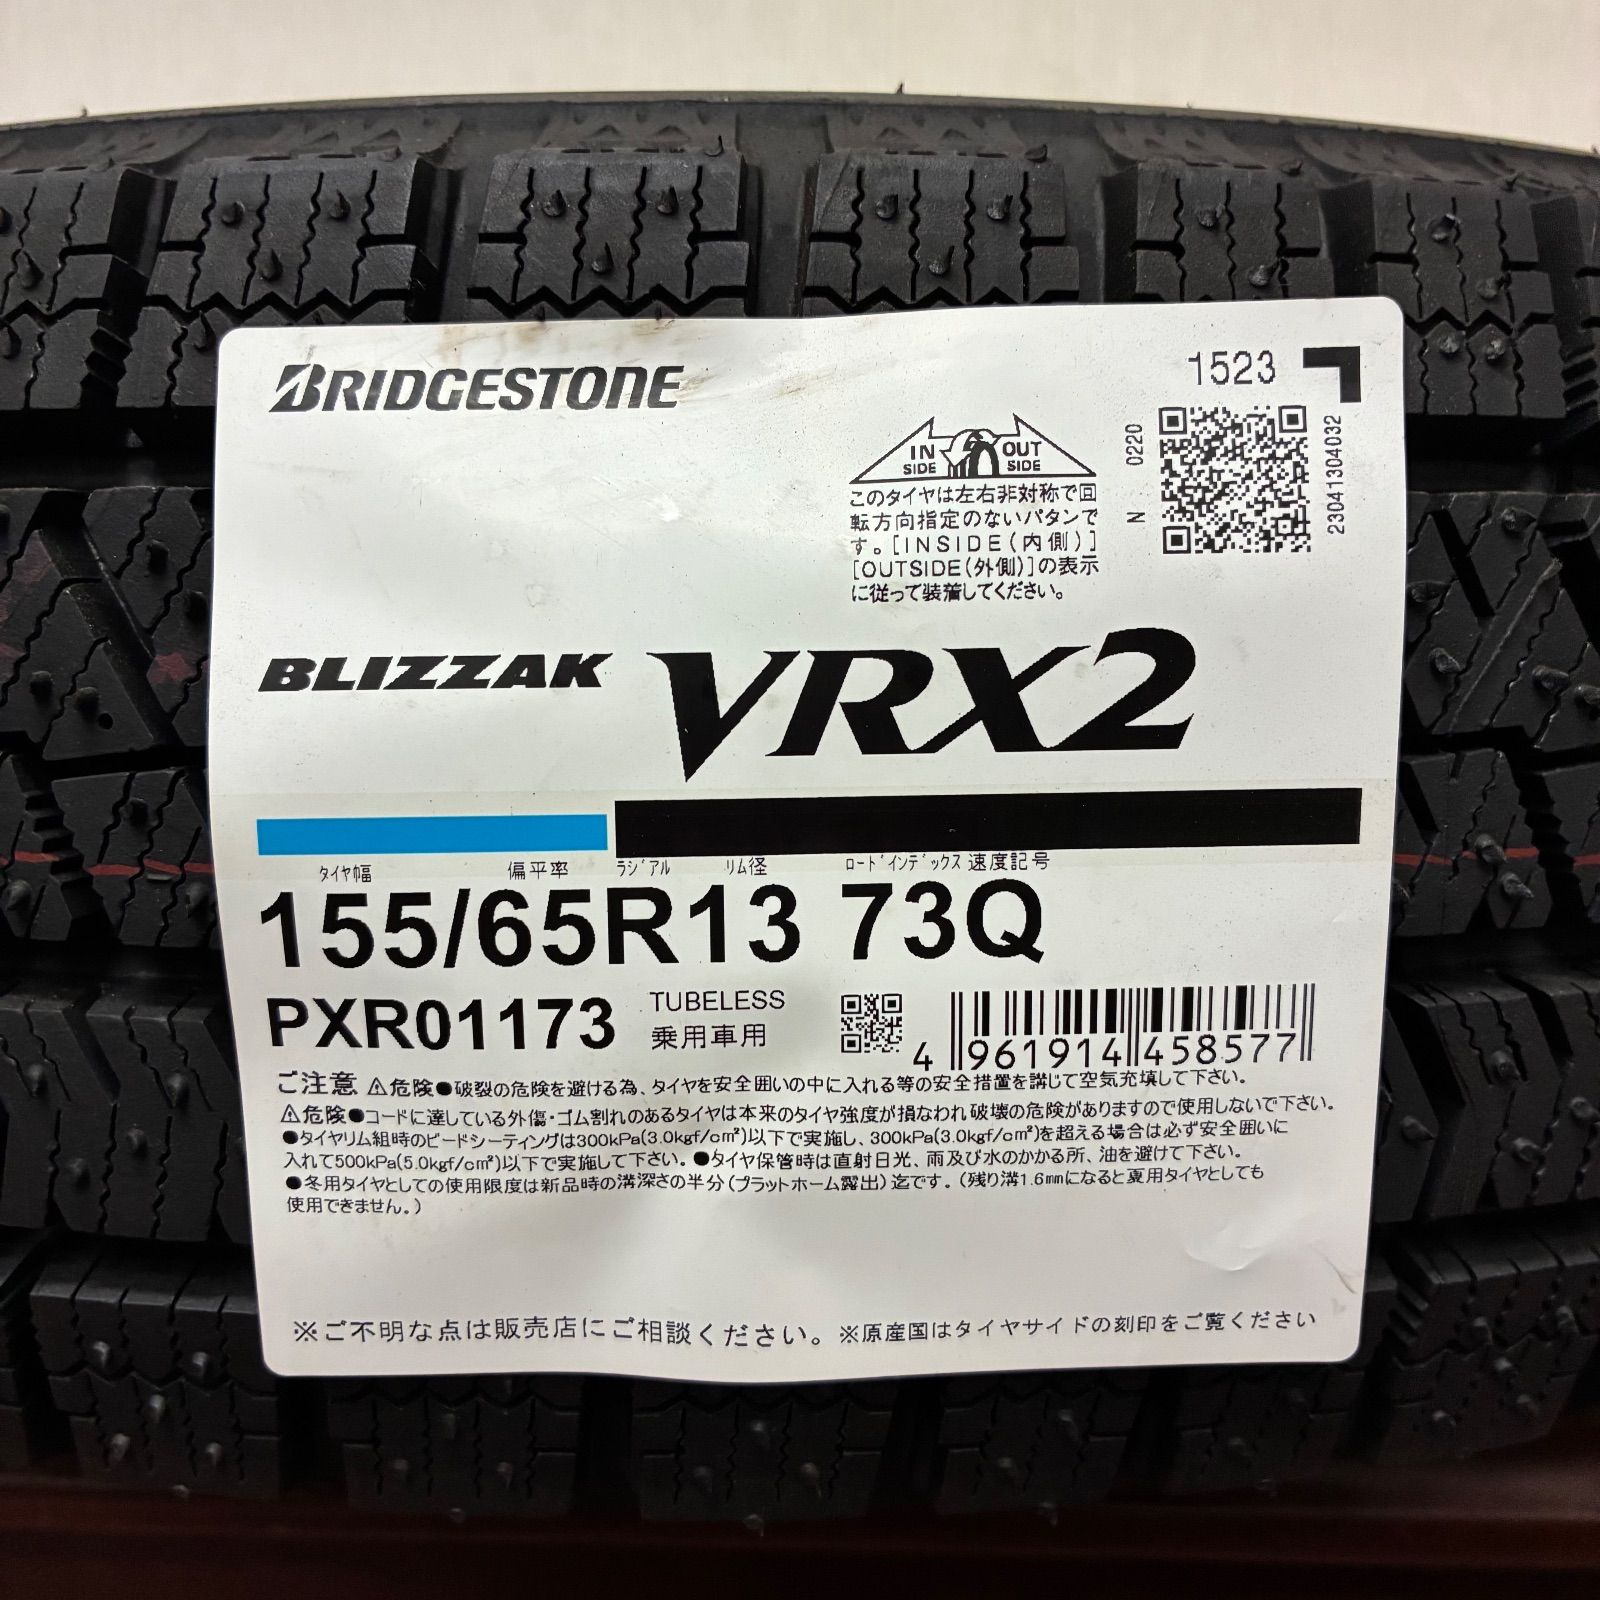 BRIDGESTONE
1523
IN SIDE
OUT SIDE
N 0220
23041304032
このタイヤは左右非対称で回
転方向指定のないパタンで
す。[INSIDE(内側)]
[OUTSIDE(外側)]の表示
に従って装着してください。
BLIZZAK VRX2
タイヤ幅 偏平率 ラジアル リム径 ロードインデックス 速度記号
155/65R13 73Q
PXR01173
TUBELESS
乗用車用
4 961914 458577
ご注意 ⚠危険●破裂の危険を避ける為、タイヤを安全囲いの中に入れる等の安全措置を講じて空気充填して下さい。
⚠危険●コードに達している外傷・ゴム割れのあるタイヤは本来のタイヤ強度が損なわれ破壊の危険がありますので使用しないで下さい。
●タイヤリム組時のビードシーティングは300kPa(3.0kgf/c㎡)以下で実施し、300kPa(3.0kgf/c㎡)を超える場合は必ず安全囲いに
入れて500kPa(5.0kgf/c㎡)以下で実施して下さい。●タイヤ保管時は直射日光、雨及び水のかかる所、油を避けて下さい。
●冬用タイヤとしての使用限度は新品時の溝深さの半分(プラットホーム露出)迄です。(残り溝1.6㎜になると夏用タイヤとしても
使用できません。)
※ご不明な点は販売店にご相談ください。※原産国はタイヤサイドの刻印をご覧ください